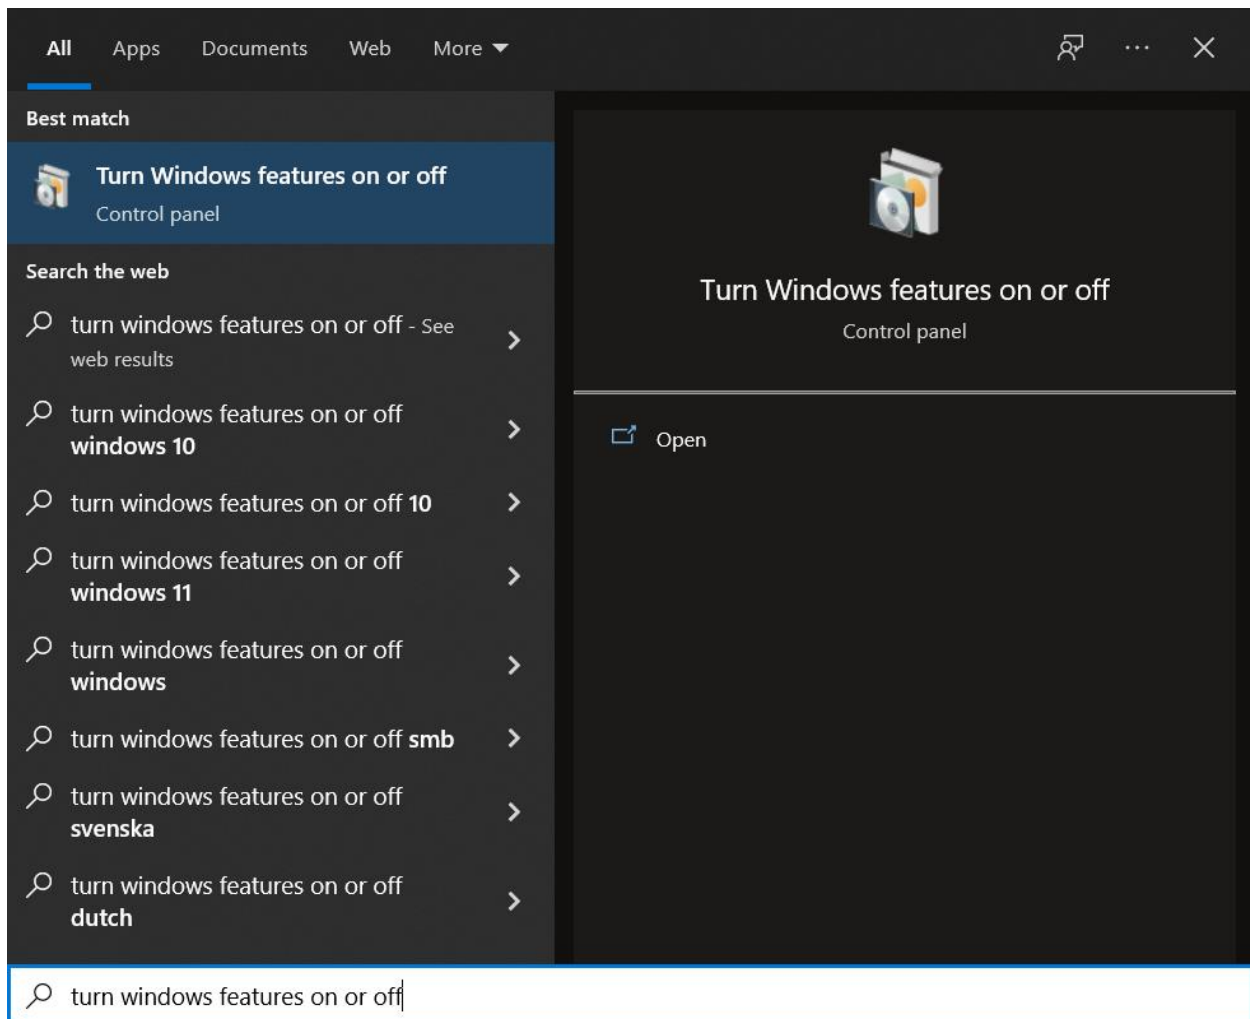 All Apps Documents Web More
Best match
Turn Windows features on or off
Control panel
Search the web
turn windows features on or off - See
web results
turn windows features on or off
windows 10
turn windows features on or off 10
turn windows features on or off
windows 11
turn windows features on or off
windows
turn windows features on or off smb
turn windows features on or off
svenska
turn windows features on or off
dutch
Turn Windows features on or off
Control panel
Open
turn windows features on or off